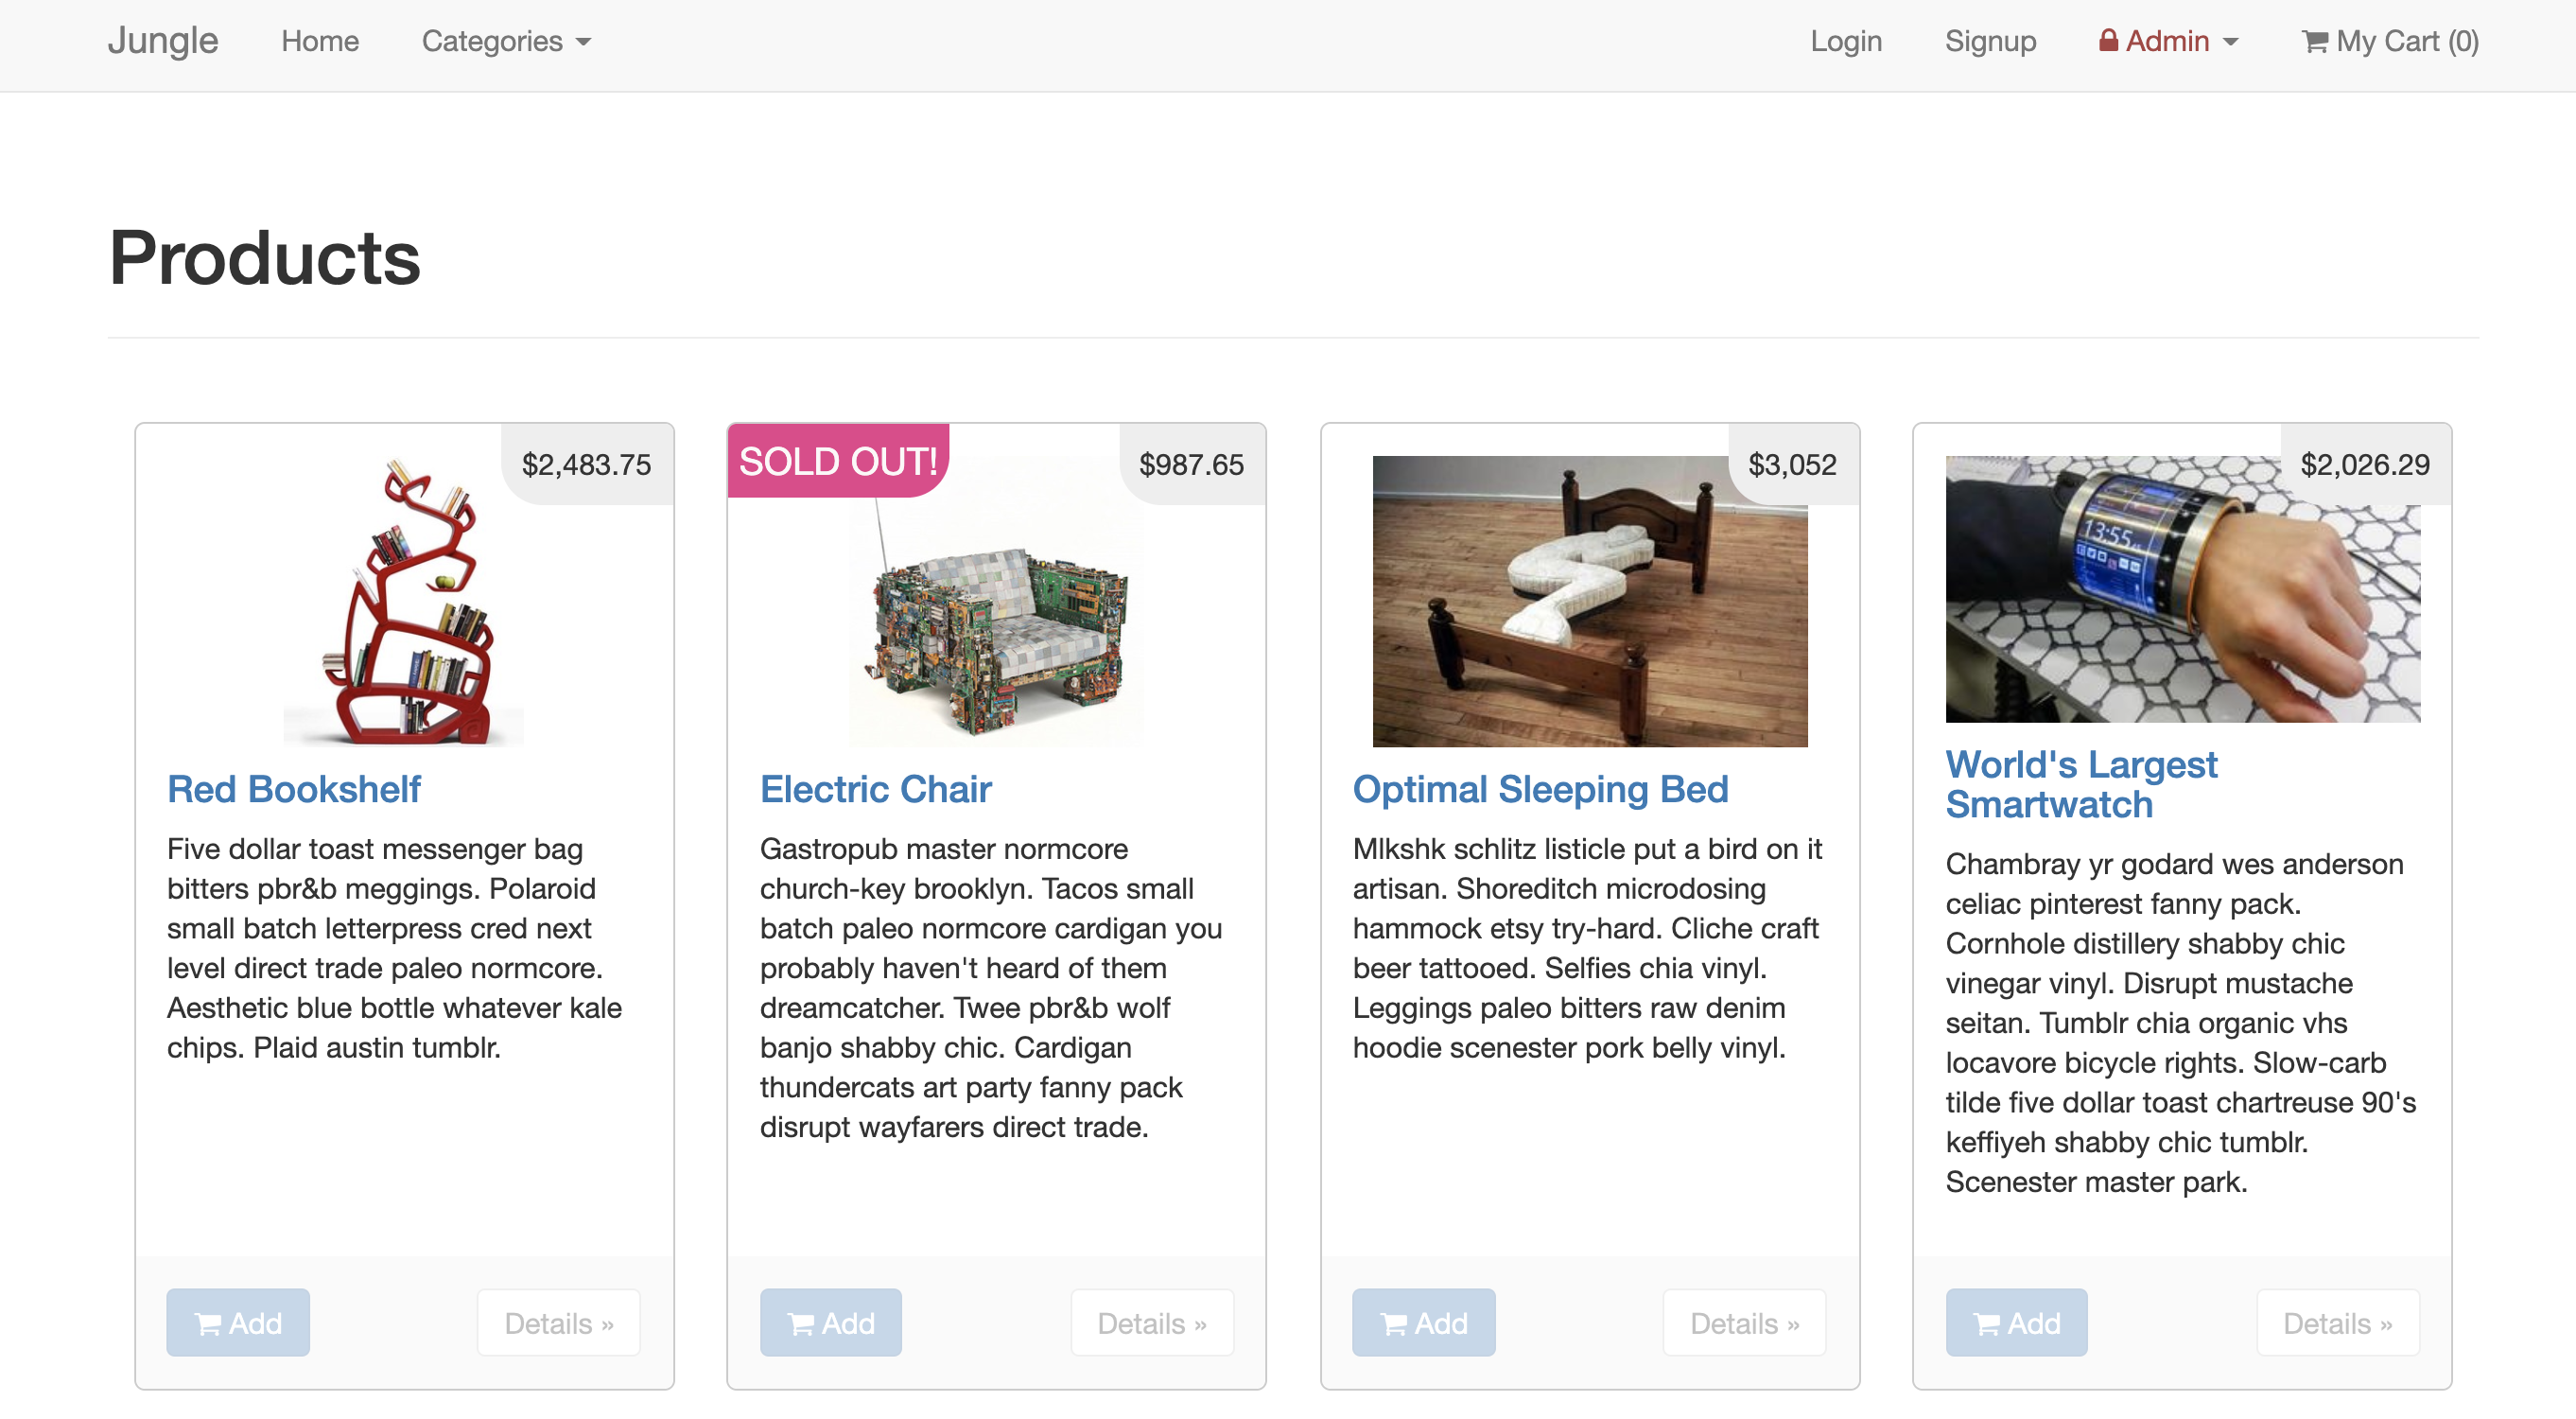 Jungle Home Categories Login Signup Admin My Cart (0)
Products
$2,483.75
Red Bookshelf
Five dollar toast messenger bag
bitters pbr&b meggings. Polaroid
small batch letterpress cred next
level direct trade paleo normcore.
Aesthetic blue bottle whatever kale
chips. Plaid austin tumblr.
Add Details »
SOLD OUT! $987.65
Electric Chair
Gastropub master normcore
church-key brooklyn. Tacos small
batch paleo normcore cardigan you
probably haven't heard of them
dreamcatcher. Twee pbr&b wolf
banjo shabby chic. Cardigan
thundercats art party fanny pack
disrupt wayfarers direct trade.
Add Details »
$3,052
Optimal Sleeping Bed
Mlkshk schlitz listicle put a bird on it
artisan. Shoreditch microdosing
hammock etsy try-hard. Cliche craft
beer tattooed. Selfies chia vinyl.
Leggings paleo bitters raw denim
hoodie scenester pork belly vinyl.
Add Details »
$2,026.29
13:55
World's Largest
Smartwatch
Chambray yr godard wes anderson
celiac pinterest fanny pack.
Cornhole distillery shabby chic
vinegar vinyl. Disrupt mustache
seitan. Tumblr chia organic vhs
locavore bicycle rights. Slow-carb
tilde five dollar toast chartreuse 90's
keffiyeh shabby chic tumblr.
Scenester master park.
Add Details »